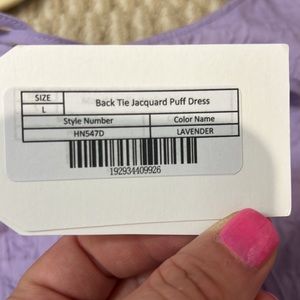 SIZE
L
Back Tie Jacquard Puff Dress
Style Number Color Name
HN547D LAVENDER
192934409926